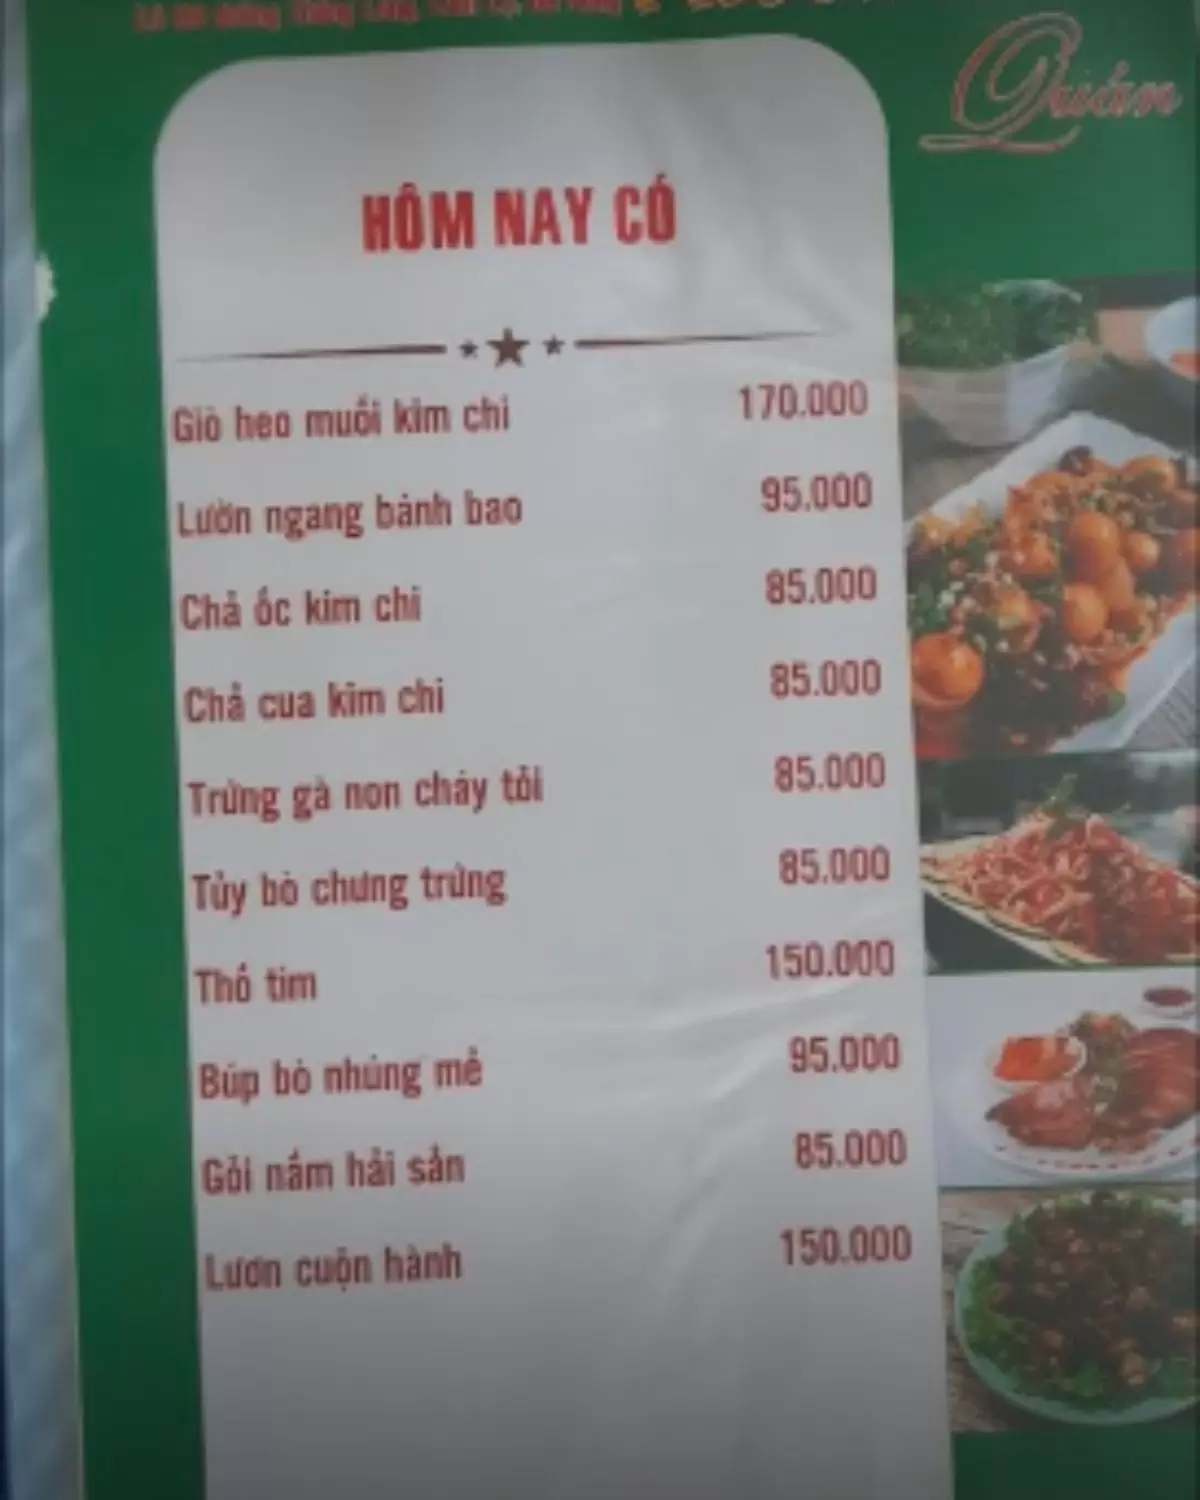 Quán
HÔM NAY CÓ
Giò heo muối kim chi 170.000
Lườn ngang bánh bao 95.000
Chả ốc kim chi 85.000
Chả cua kim chi 85.000
Trứng gà non cháy tỏi 85.000
Tủy bò chưng trứng 85.000
Thố tim 150.000
Búp bò nhúng mẻ 95.000
Gỏi nấm hải sản 85.000
Lươn cuộn hành 150.000